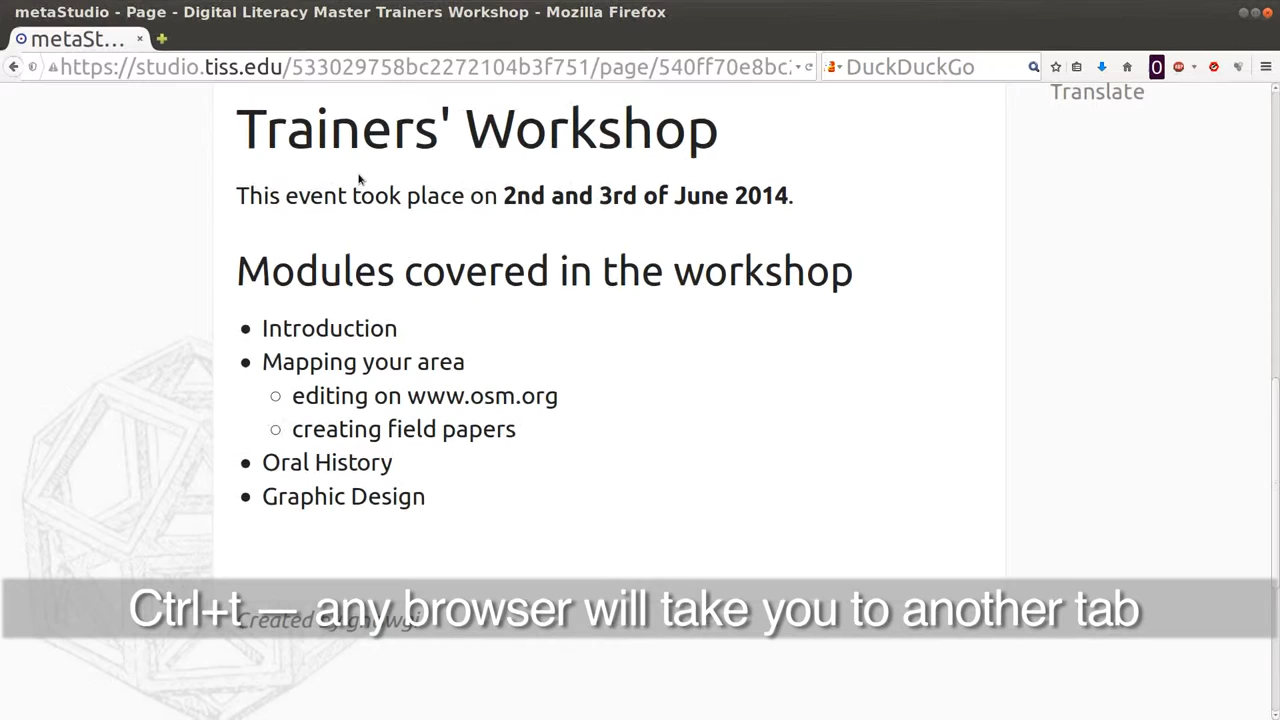 metaStudio - Page - Digital Literacy Master Trainers Workshop - Mozilla Firefox
metaSt...
https://studio.tiss.edu/533029758bc2272104b3f751/page/540ff70e8bc
DuckDuckGo
Translate
Trainers' Workshop
This event took place on 2nd and 3rd of June 2014.
Modules covered in the workshop
Introduction
Mapping your area
editing on www.osm.org
creating field papers
Oral History
Graphic Design
Ctrl+t — any browser will take you to another tab
Created by